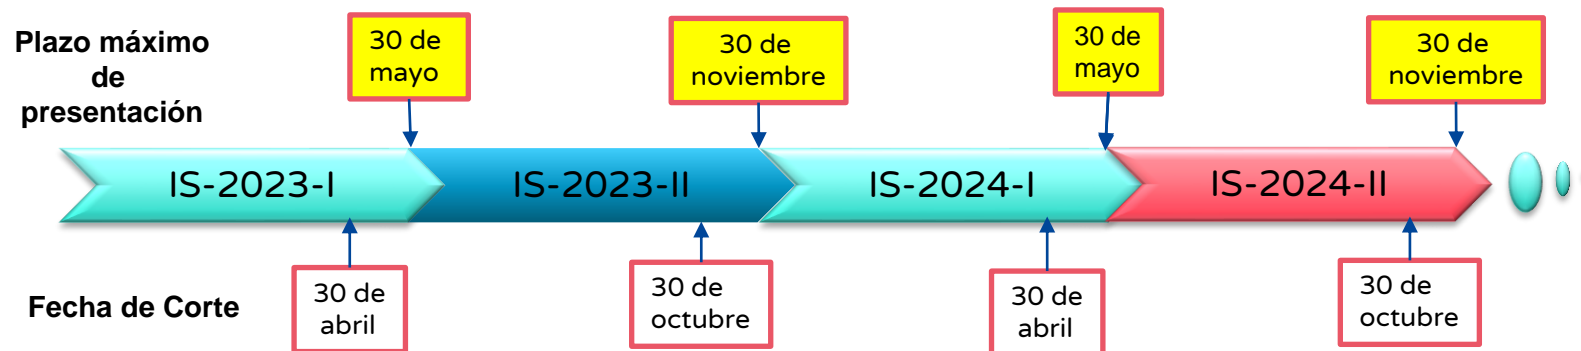 Plazo máximo
de
presentación
30 de
mayo
30 de
noviembre
30 de
mayo
30 de
noviembre
IS-2023-I
IS-2023-II
IS-2024-I
IS-2024-II
Fecha de Corte
30 de
abril
30 de
octubre
30 de
abril
30 de
octubre